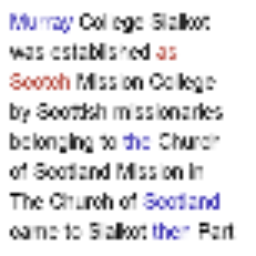 Murray College Sialkot
was established as
Scotch Mission College
by Scottish missionaries
belonging to the Church
of Scotland Mission in
The Church of Scotland
came to Sialkot then Part